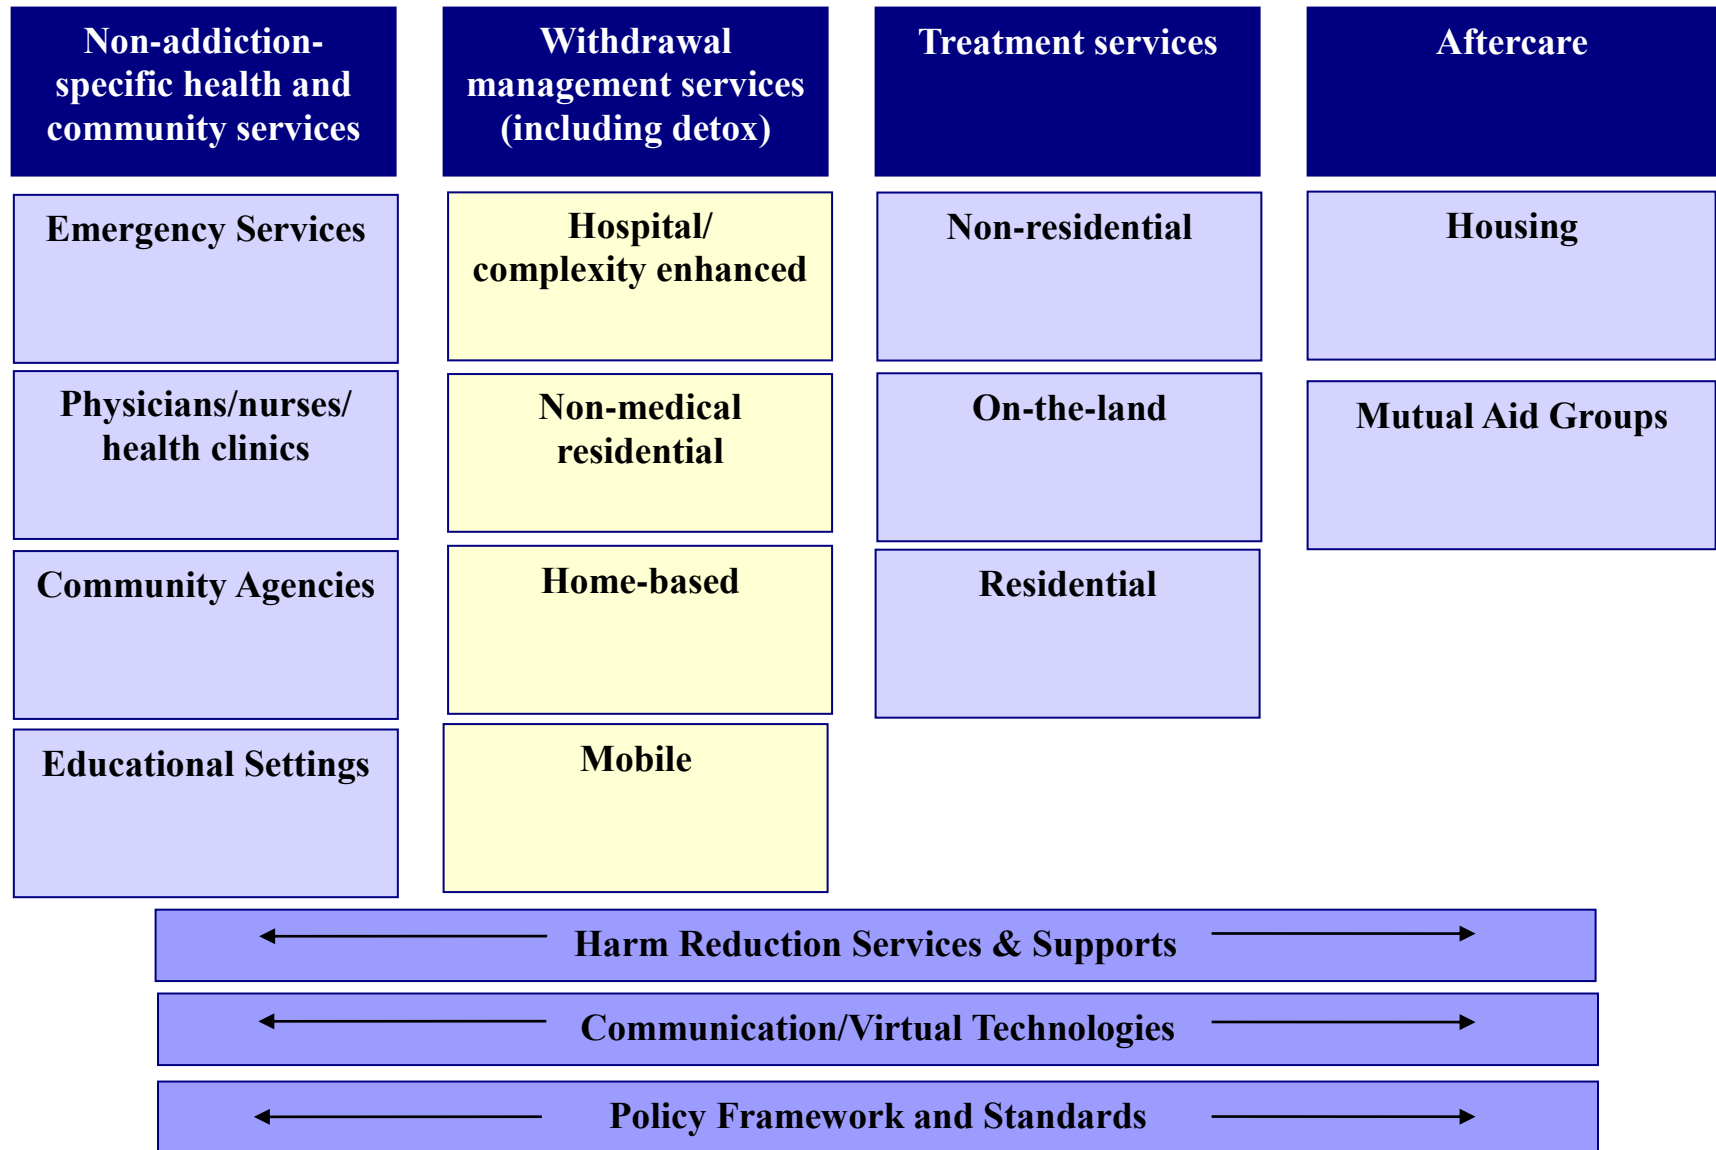 Non-addiction-
specific health and
community services
Withdrawal
management services
(including detox)
Treatment services
Aftercare
Emergency Services
Hospital/
complexity enhanced
Non-residential
Housing
Physicians/nurses/
health clinics
Non-medical
residential
On-the-land
Mutual Aid Groups
Community Agencies
Home-based
Residential
Educational Settings
Mobile
Harm Reduction Services & Supports
Communication/Virtual Technologies
Policy Framework and Standards